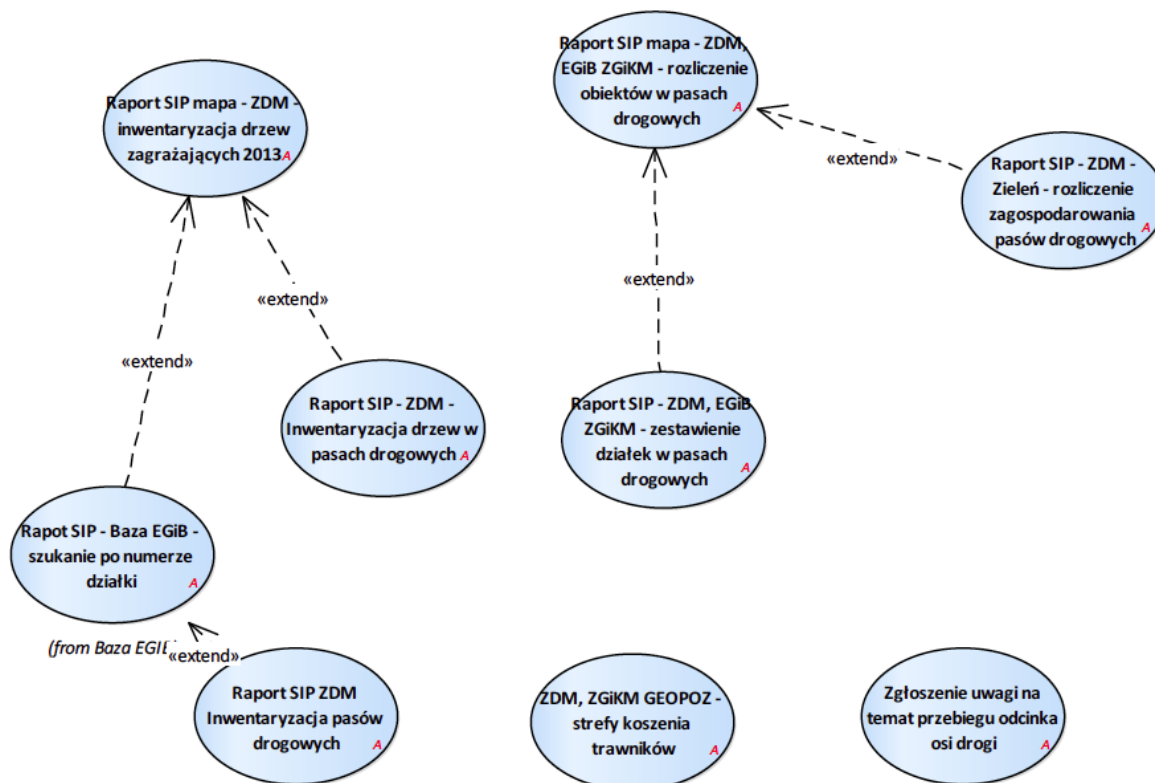 Raport SIP mapa - ZDM -
inwentaryzacja drzew
zagrażających 2013 A
Raport SIP mapa - ZDM,
EGiB ZGiKM - rozliczenie
obiektów w pasach
drogowych
A
«extend»
Raport SIP - ZDM -
Zieleń - rozliczenie
zagospodarowania
pasów drogowych
A
«extend»
«extend»
«extend»
Raport SIP - ZDM -
Inwentaryzacja drzew w
pasach drogowych A
Raport SIP - ZDM, EGiB
ZGiKM - zestawienie
działek w pasach
drogowych
A
Rapot SIP - Baza EGiB -
szukanie po numerze
działki
A
(from Baza EGIB)
«extend»
Raport SIP ZDM
Inwentaryzacja pasów
drogowych
A
ZDM, ZGiKM GEOPOZ -
strefy koszenia
trawników
A
Zgłoszenie uwagi na
temat przebiegu odcinka
osi drogi
A